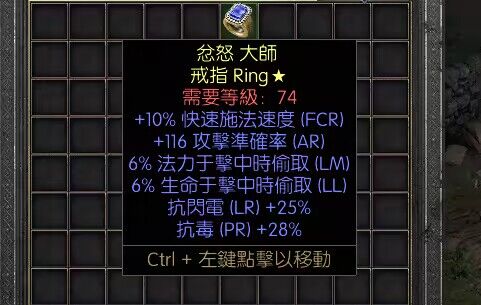 忿怒 大師
戒指 Ring★
需要等級: 74
+10% 快速施法速度 (FCR)
+116 攻擊準確率 (AR)
6% 法力于擊中時偷取 (LM)
6% 生命于擊中時偷取 (LL)
抗閃電 (LR) +25%
抗毒 (PR) +28%
Ctrl + 左鍵點擊以移動